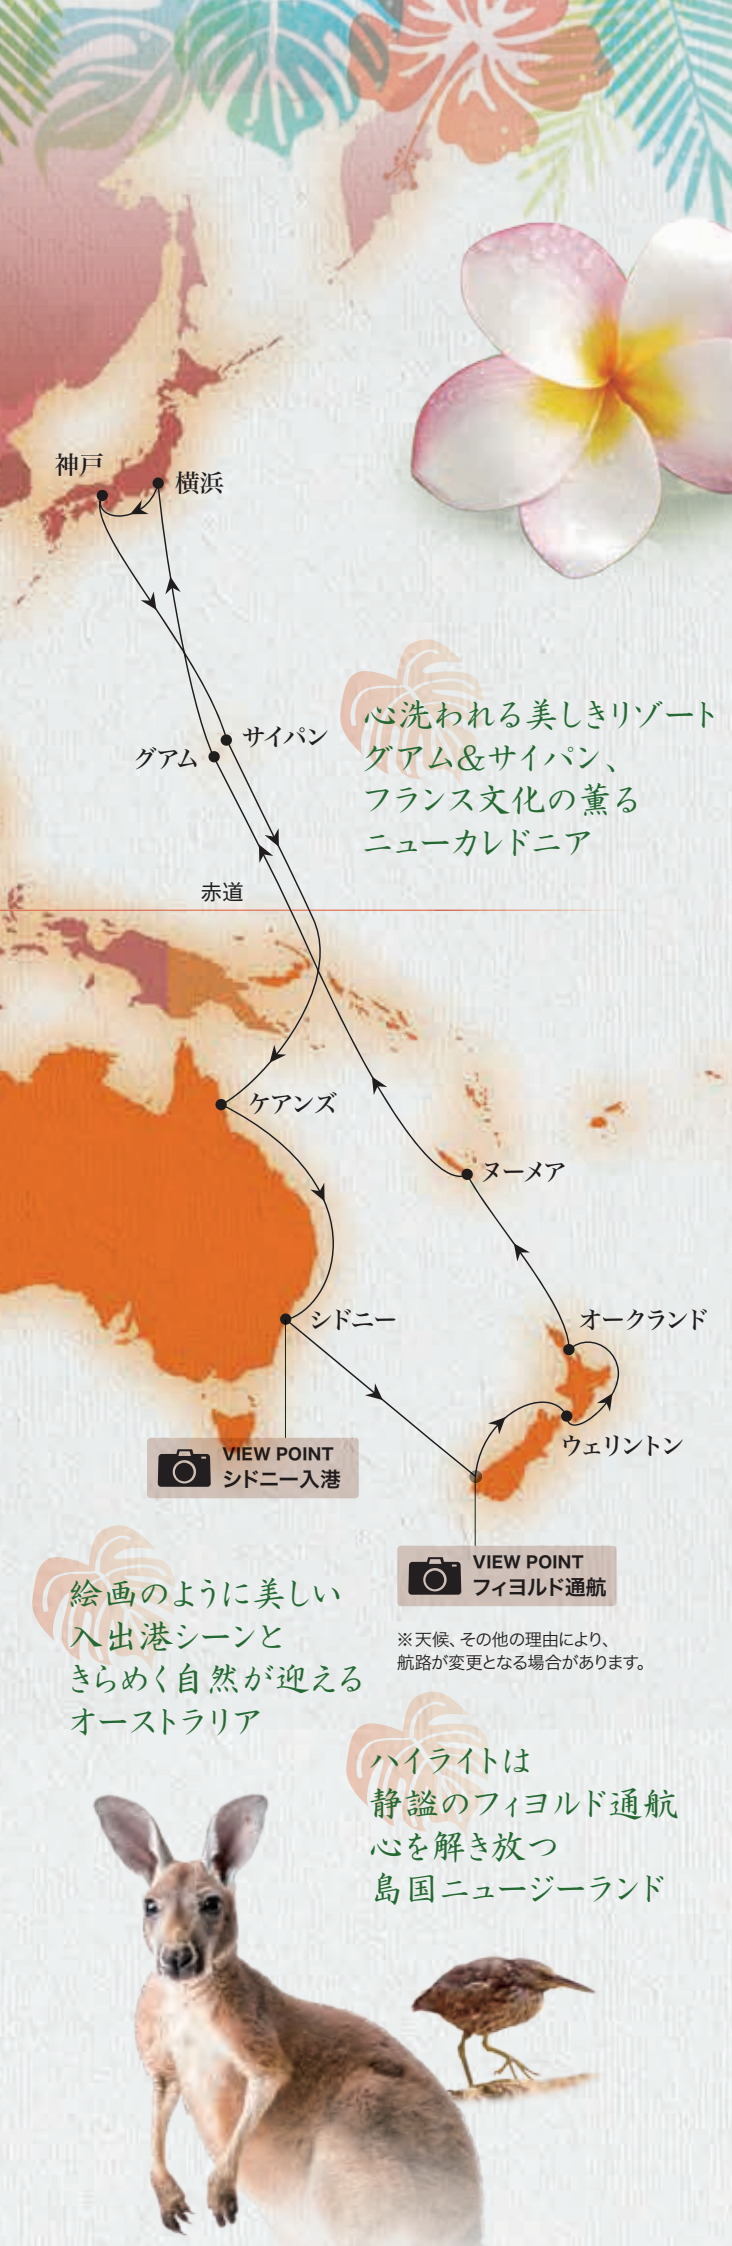 神戸
横浜
サイパン
グアム
心洗われる美しきリゾート
グアム&サイパン、
フランス文化の薫る
ニューカレドニア
赤道
ケアンズ
ヌーメア
シドニー
オークランド
ウェリントン
VIEW POINT
シドニー入港
VIEW POINT
フィヨルド通航
※天候、その他の理由により、
航路が変更となる場合があります。
絵画のように美しい
入出港シーンと
きらめく自然が迎える
オーストラリア
ハイライトは
静謐のフィヨルド通航
心を解き放つ
島国ニュージーランド